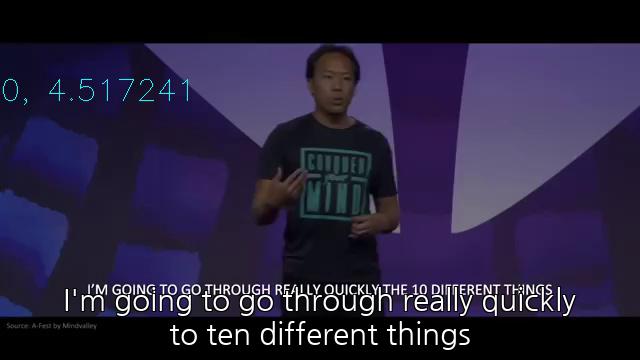 0, 4.517241
CONQUER
your
MIND
I'M GOING TO GO THROUGH REALLY QUICKLY THE 10 DIFFERENT THINGS
I'm going to go through really quickly
to ten different things
Source: A-Fest by Mindvalley